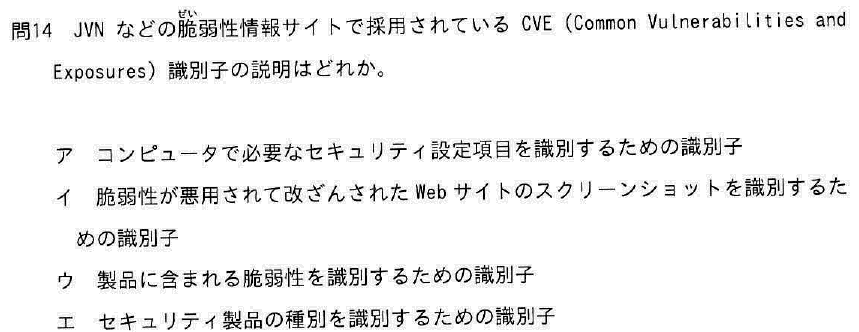 ぜい
問14 JVN などの脆弱性情報サイトで採用されている CVE (Common Vulnerabilities and
Exposures) 識別子の説明はどれか。
ア コンピュータで必要なセキュリティ設定項目を識別するための識別子
イ 脆弱性が悪用されて改ざんされた Web サイトのスクリーンショットを識別するた
めの識別子
ウ 製品に含まれる脆弱性を識別するための識別子
エ セキュリティ製品の種別を識別するための識別子